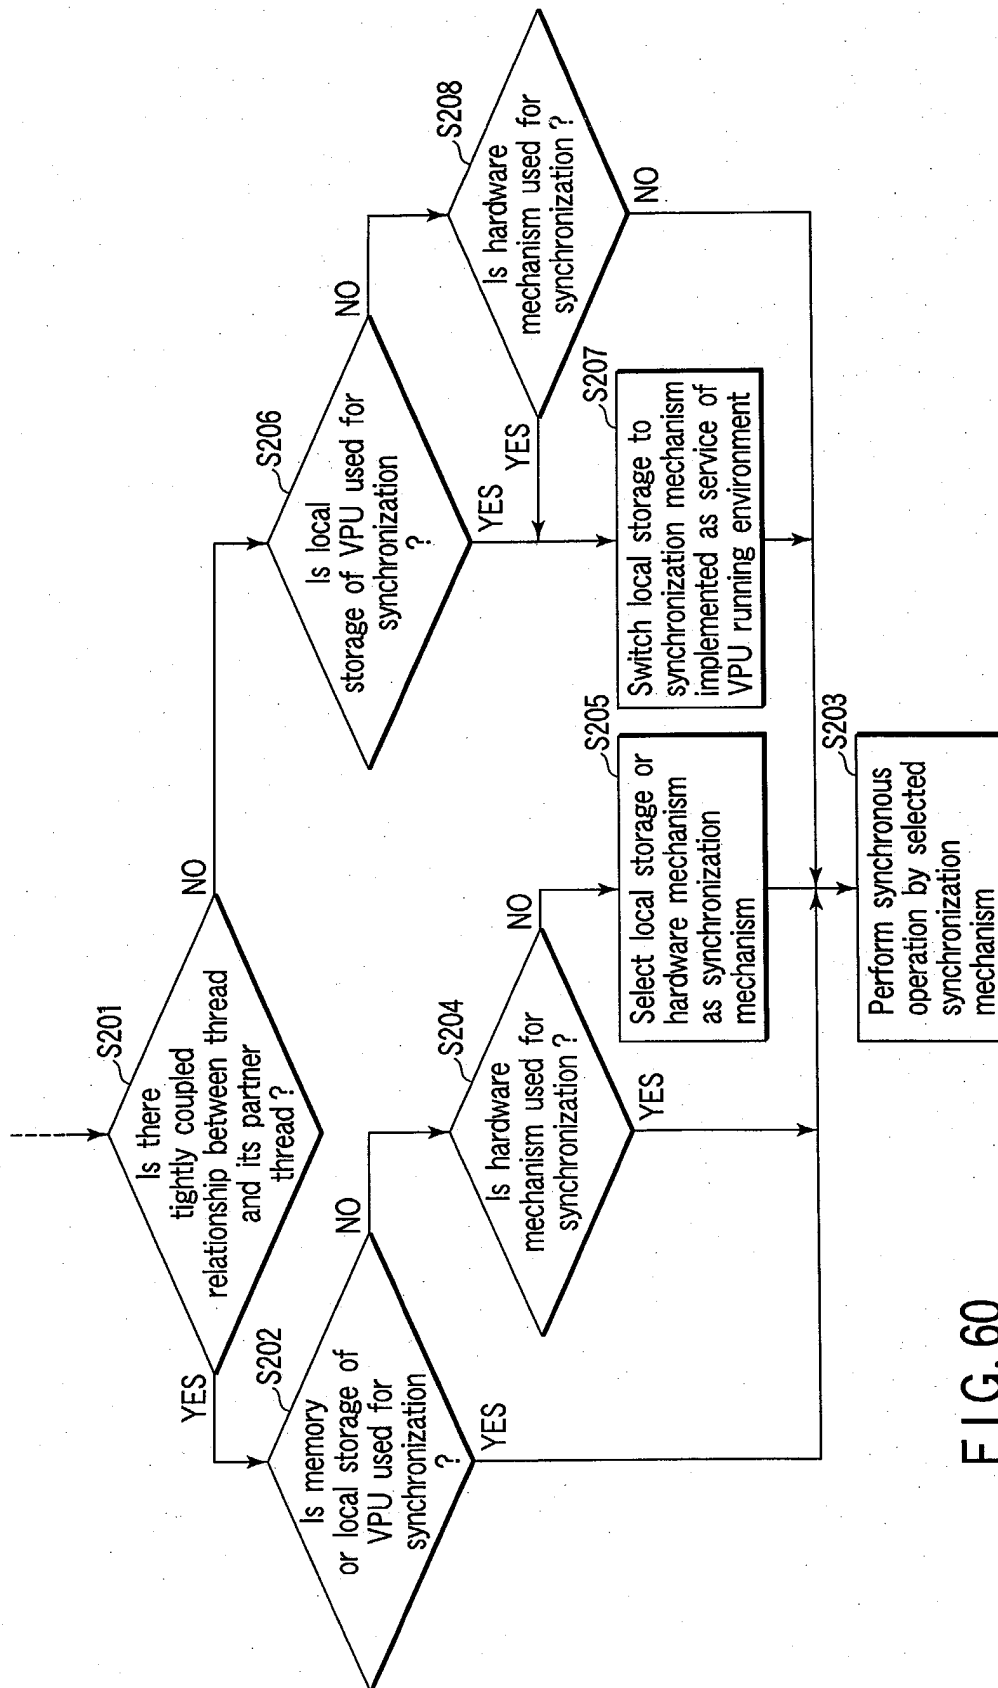 S201
Is there
tightly coupled
relationship between thread
and its partner
thread ?
YES
NO
S202
Is memory
or local storage of
VPU used for
synchronization
?
NO
YES
S206
Is local
storage of VPU used for
synchronization
?
NO
YES
S204
Is hardware
mechanism used for
synchronization ?
NO
YES
S208
Is hardware
mechanism used for
synchronization ?
YES
NO
S205
Select local storage or
hardware mechanism
as synchronization
mechanism
S207
Switch local storage to
synchronization mechanism
implemented as service of
VPU running environment
S203
Perform synchronous
operation by selected
synchronization
mechanism
FIG. 60